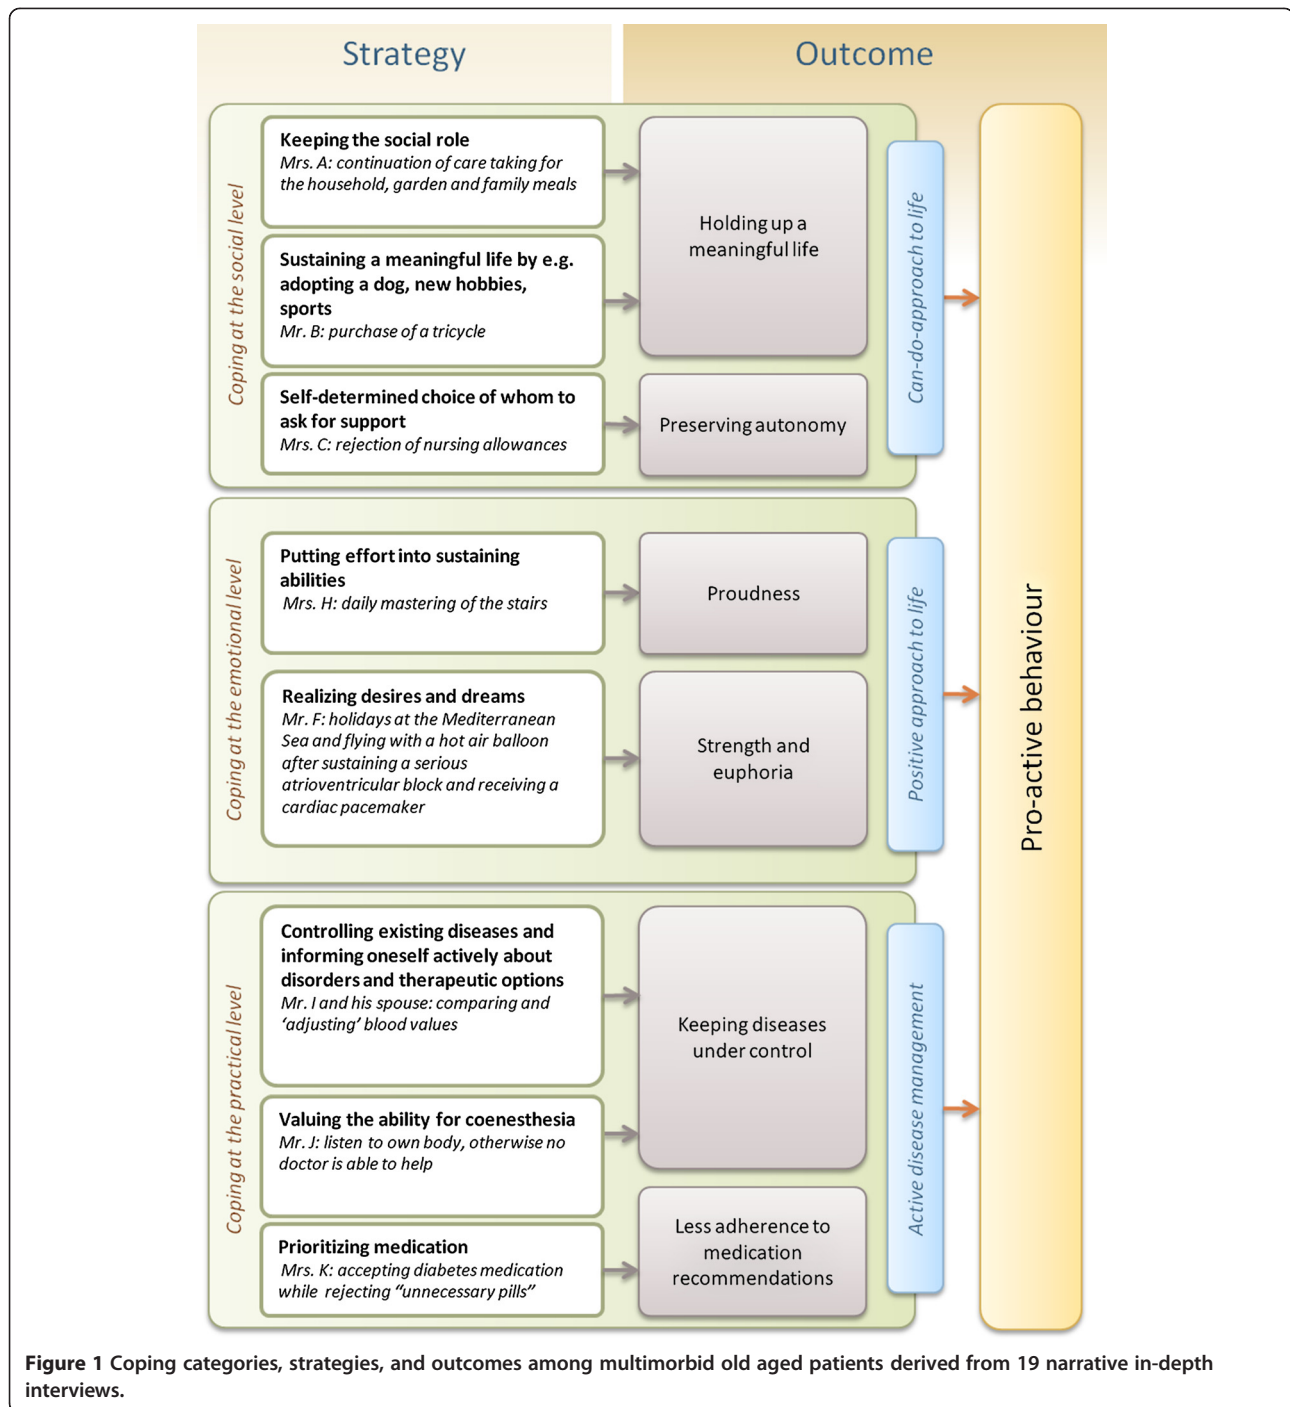 Strategy
Outcome
Coping at the social level
Keeping the social role
Mrs. A: continuation of care taking for
the household, garden and family meals
Sustaining a meaningful life by e.g.
adopting a dog, new hobbies,
sports
Mr. B: purchase of a tricycle
Holding up a
meaningful life
Self-determined choice of whom to
ask for support
Mrs. C: rejection of nursing allowances
Preserving autonomy
Can-do-approach to life
Coping at the emotional level
Putting effort into sustaining
abilities
Mrs. H: daily mastering of the stairs
Proudness
Realizing desires and dreams
Mr. F: holidays at the Mediterranean
Sea and flying with a hot air balloon
after sustaining a serious
atrioventricular block and receiving a
cardiac pacemaker
Strength and
euphoria
Positive approach to life
Coping at the practical level
Controlling existing diseases and
informing oneself actively about
disorders and therapeutic options
Mr. I and his spouse: comparing and
‘adjusting’ blood values
Valuing the ability for coenesthesia
Mr. J: listen to own body, otherwise no
doctor is able to help
Keeping diseases
under control
Prioritizing medication
Mrs. K: accepting diabetes medication
while rejecting “unnecessary pills”
Less adherence to
medication
recommendations
Active disease management
Pro-active behaviour
Figure 1 Coping categories, strategies, and outcomes among multimorbid old aged patients derived from 19 narrative in-depth
interviews.